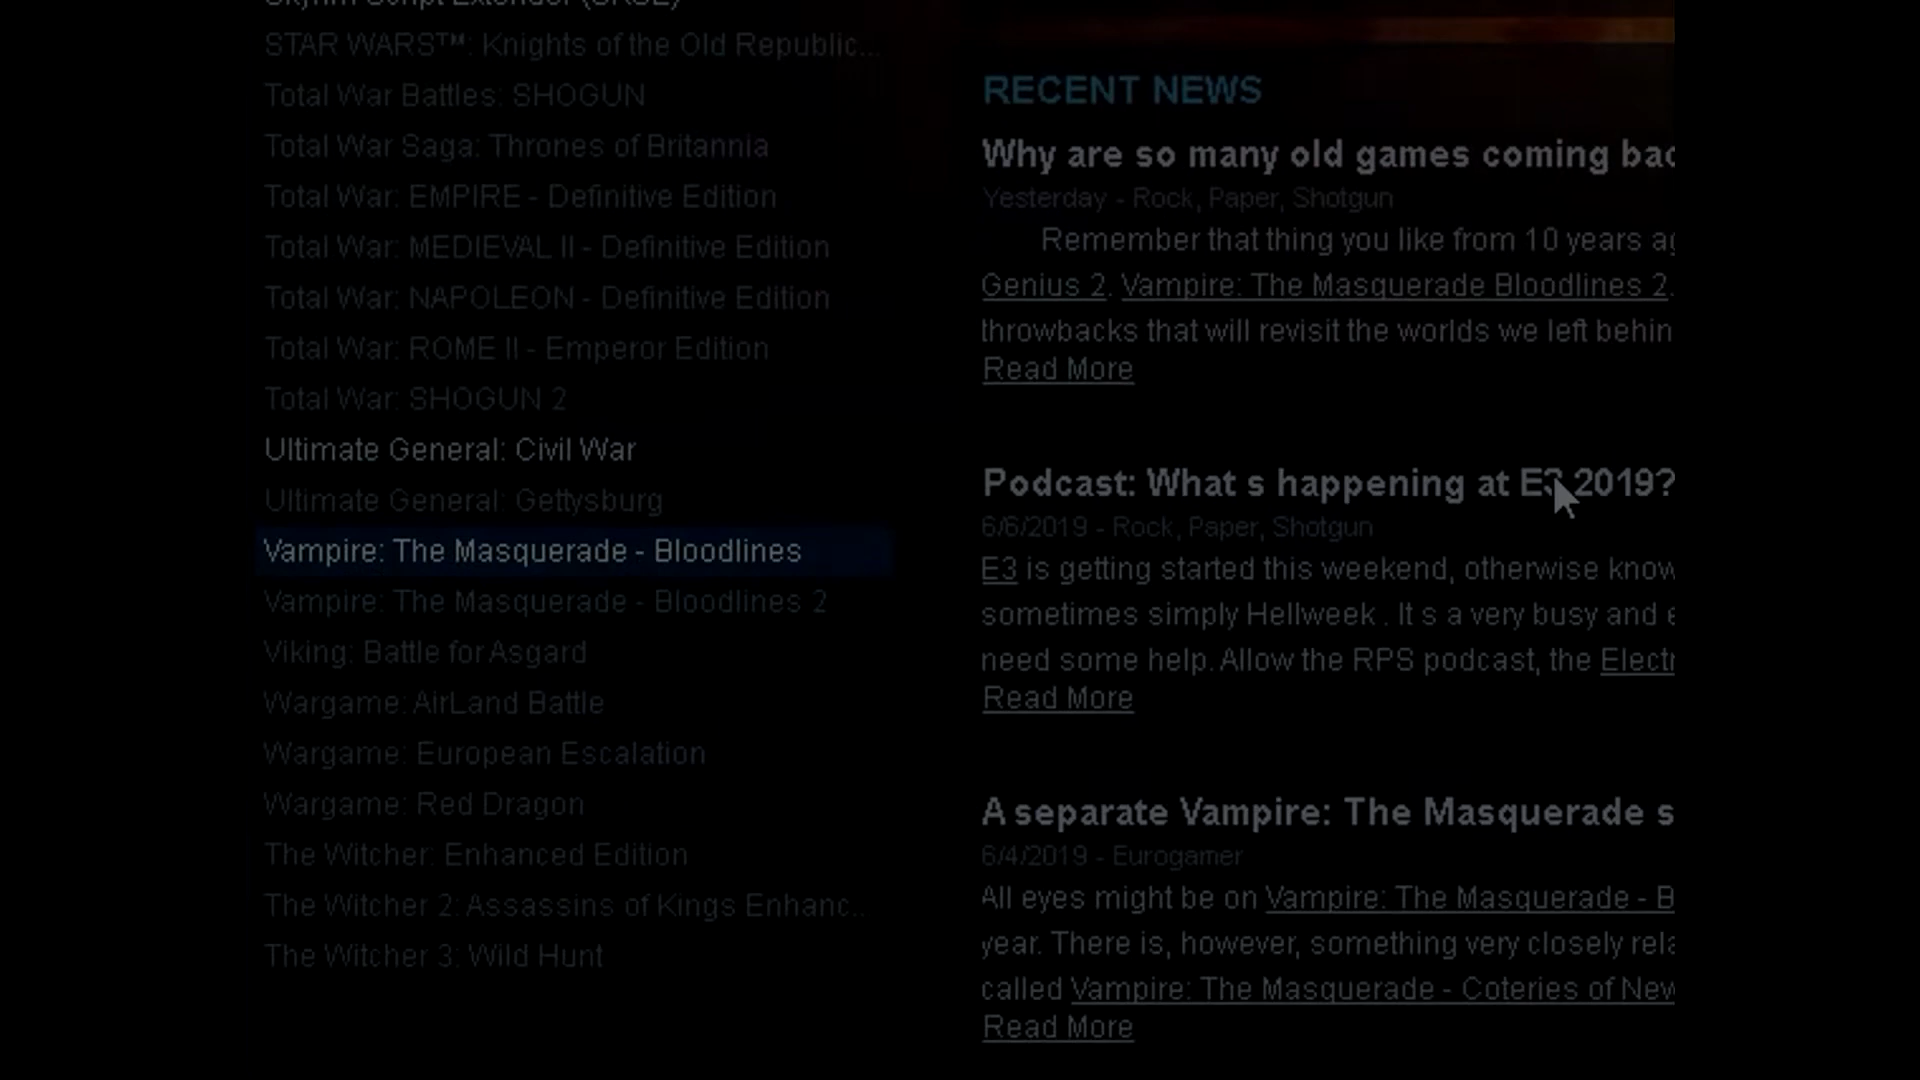 Skyrim Script Extender (SKSE)
STAR WARS™: Knights of the Old Republic...
Total War Battles: SHOGUN
Total War Saga: Thrones of Britannia
Total War: EMPIRE - Definitive Edition
Total War: MEDIEVAL II - Definitive Edition
Total War: NAPOLEON - Definitive Edition
Total War: ROME II - Emperor Edition
Total War: SHOGUN 2
Ultimate General: Civil War
Ultimate General: Gettysburg
Vampire: The Masquerade - Bloodlines
Vampire: The Masquerade - Bloodlines 2
Viking: Battle for Asgard
Wargame: AirLand Battle
Wargame: European Escalation
Wargame: Red Dragon
The Witcher: Enhanced Edition
The Witcher 2: Assassins of Kings Enhanc..
The Witcher 3: Wild Hunt
RECENT NEWS
Why are so many old games coming bac
Yesterday - Rock, Paper, Shotgun
Remember that thing you like from 10 years ag
Genius 2. Vampire: The Masquerade Bloodlines 2.
throwbacks that will revisit the worlds we left behin
Read More
Podcast: What s happening at E3 2019?
6/6/2019 - Rock, Paper, Shotgun
E3 is getting started this weekend, otherwise know
sometimes simply Hellweek . It s a very busy and e
need some help. Allow the RPS podcast, the Electr
Read More
A separate Vampire: The Masquerade s
6/4/2019 - Eurogamer
All eyes might be on Vampire: The Masquerade - B
year. There is, however, something very closely rela
called Vampire: The Masquerade - Coteries of New
Read More